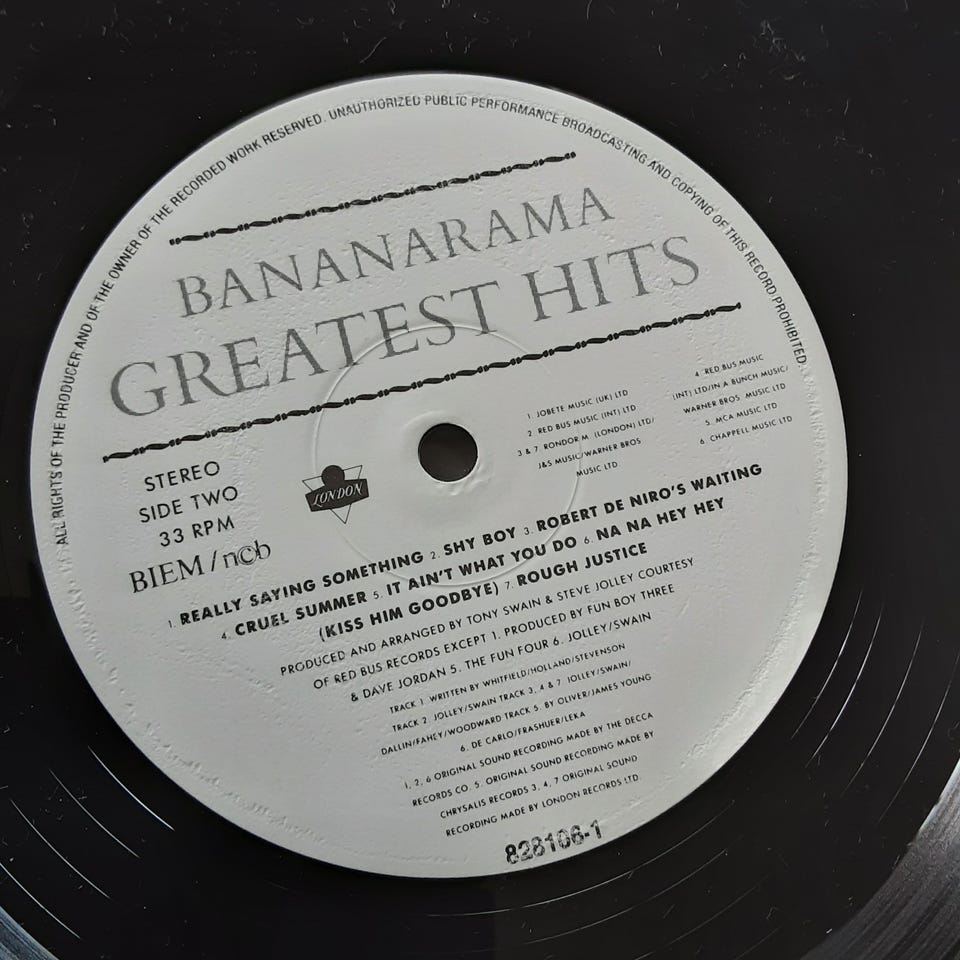 ALL RIGHTS OF THE PRODUCER AND OF THE OWNER OF THE RECORDED WORK RESERVED. UNAUTHORIZED PUBLIC PERFORMANCE BROADCASTING AND COPYING OF THIS RECORD PROHIBITED.
BANANARAMA
GREATEST HITS
STEREO
SIDE TWO
33 RPM
BIEM/ncb
LONDON
1. JOBETE MUSIC (UK) LTD
2. RED BUS MUSIC (INT) LTD
3 & 7. RONDOR M. (LONDON) LTD/
J&S MUSIC/WARNER BROS
MUSIC LTD
4. RED BUS MUSIC
(INT) LTD/IN A BUNCH MUSIC/
WARNER BROS. MUSIC LTD
5. MCA MUSIC LTD
6. CHAPPELL MUSIC LTD
1. REALLY SAYING SOMETHING 2. SHY BOY 3. ROBERT DE NIRO'S WAITING
4. CRUEL SUMMER 5. IT AIN'T WHAT YOU DO 6. NA NA HEY HEY
(KISS HIM GOODBYE) 7. ROUGH JUSTICE
PRODUCED AND ARRANGED BY TONY SWAIN & STEVE JOLLEY COURTESY
OF RED BUS RECORDS EXCEPT 1. PRODUCED BY FUN BOY THREE
& DAVE JORDAN 5. THE FUN FOUR 6. JOLLEY/SWAIN
TRACK 1. WRITTEN BY WHITFIELD/HOLLAND/STEVENSON
TRACK 2. JOLLEY/SWAIN TRACK 3, 4 & 7. JOLLEY/SWAIN/
DALLIN/FAHEY/WOODWARD TRACK 5. BY OLIVER/JAMES YOUNG
6. DE CARLO/FRASHUER/LEKA
1, 2, 6 ORIGINAL SOUND RECORDING MADE BY THE DECCA
RECORDS CO. 5. ORIGINAL SOUND RECORDING MADE BY
CHRYSALIS RECORDS 3, 4, 7 ORIGINAL SOUND
RECORDING MADE BY LONDON RECORDS LTD.
828106-1